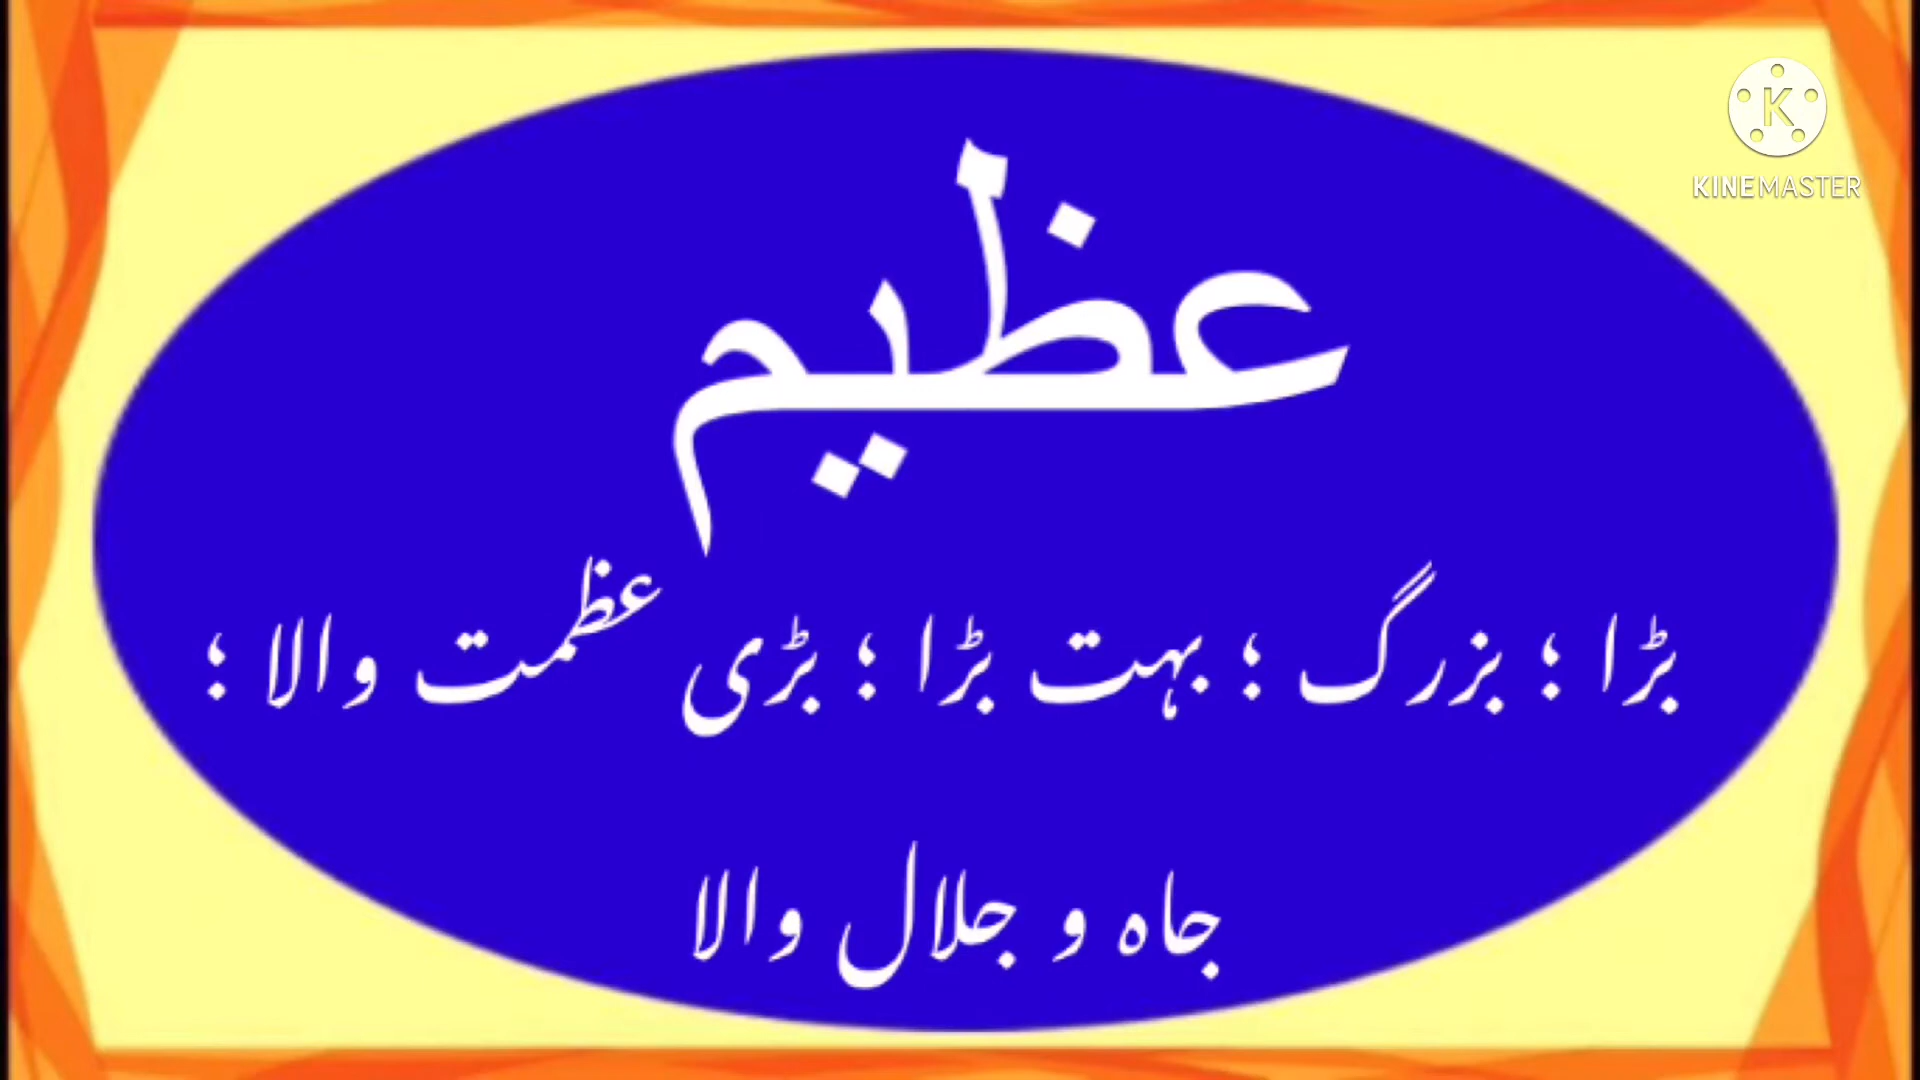 KINEMASTER
عظیم
بڑا ؛ بزرگ ؛ بہت بڑا ؛ بڑی عظمت والا ؛
جاہ و جلال والا